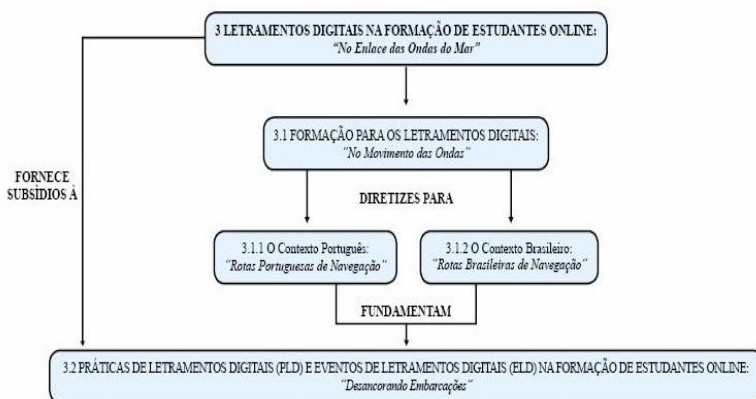 3 LETRAMENTOS DIGITAIS NA FORMAÇÃO DE ESTUDANTES ONLINE:
"No Enlace das Ondas do Mar"
3.1 FORMAÇÃO PARA OS LETRAMENTOS DIGITAIS:
"No Movimento das Ondas"
FORNECE
SUBSÍDIOS À
DIRETIZES PARA
3.1.1 O Contexto Português:
"Rotas Portuguesas de Navegação"
3.1.2 O Contexto Brasileiro:
"Rotas Brasileiras de Navegação"
FUNDAMENTAM
3.2 PRÁTICAS DE LETRAMENTOS DIGITAIS (PLD) E EVENTOS DE LETRAMENTOS DIGITAIS (ELD) NA FORMAÇÃO DE ESTUDANTES ONLINE:
"Desancorando Embarcações"